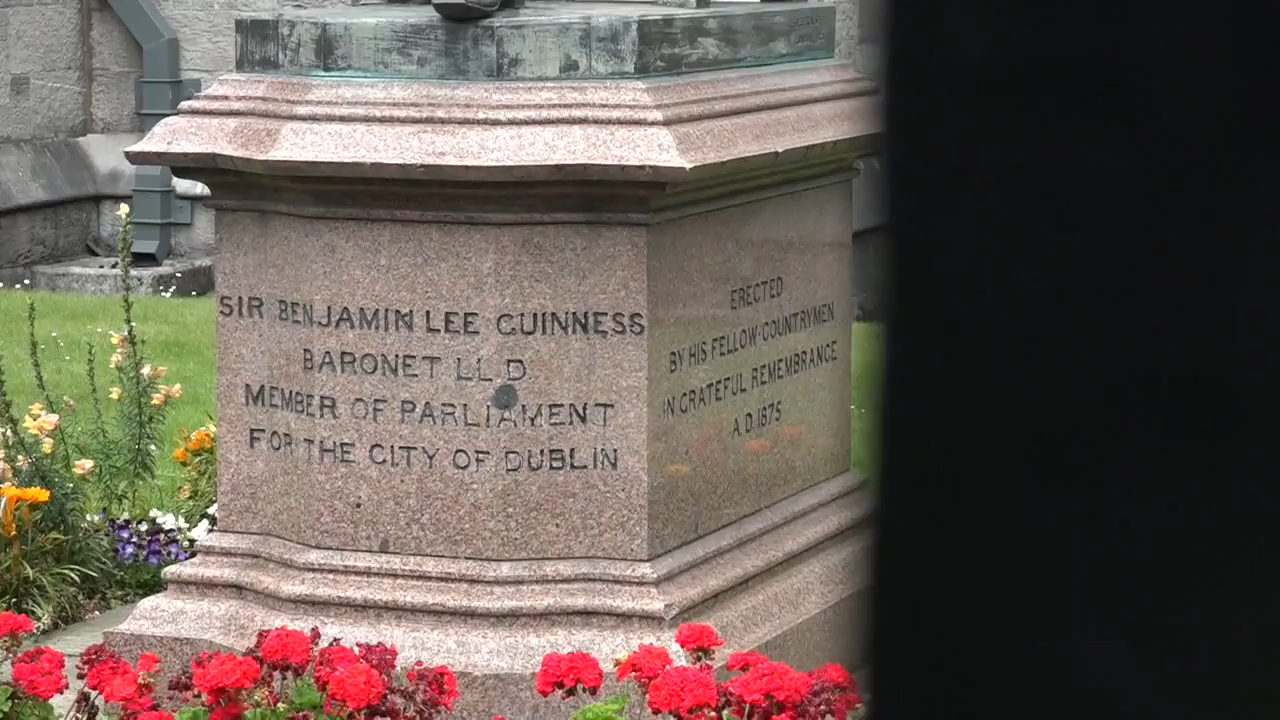 SIR BENJAMIN LEE GUINNESS
BARONET LL D
MEMBER OF PARLIAMENT
FOR THE CITY OF DUBLIN
ERECTED
BY HIS FELLOW-COUNTRYMEN
IN GRATEFUL REMEMBRANCE
A.D. 1875